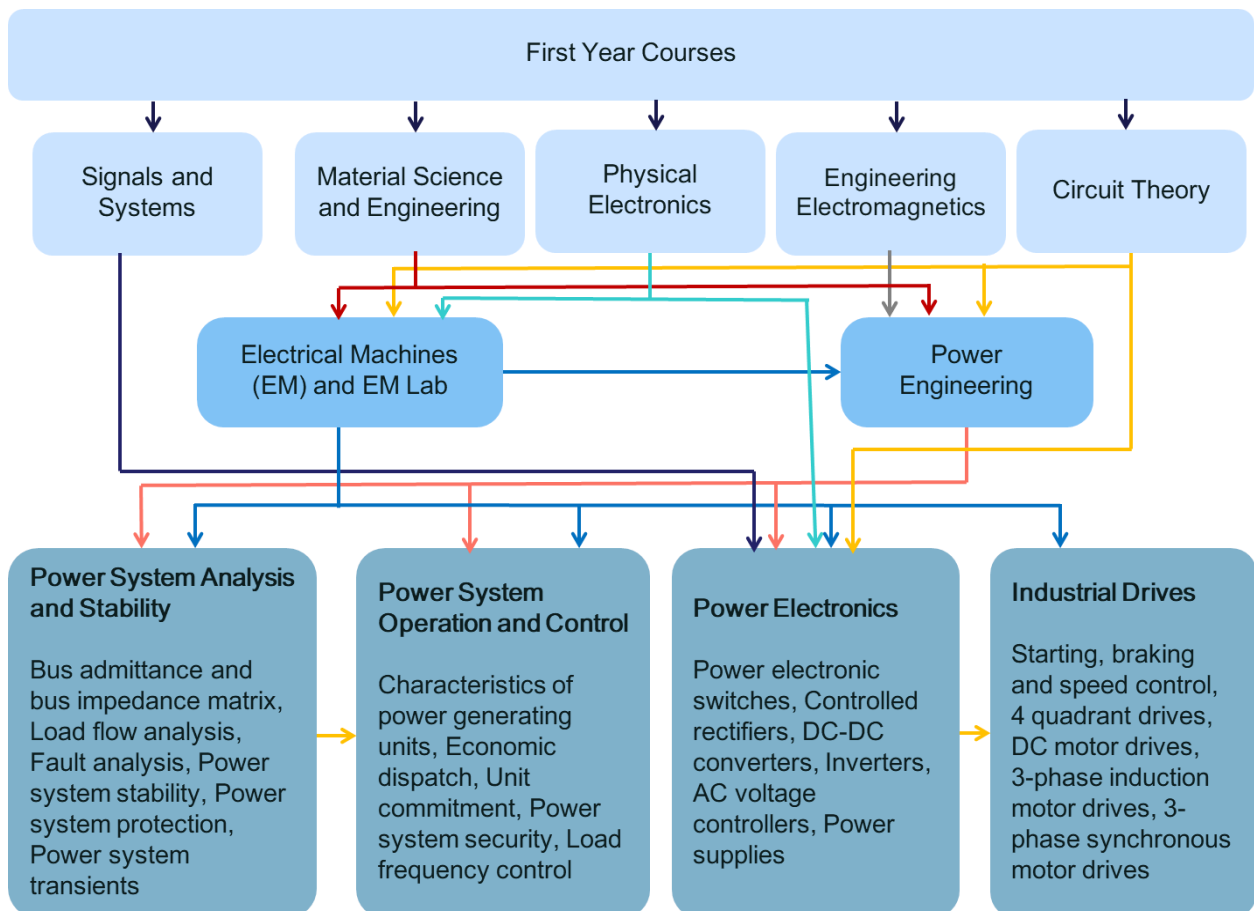 First Year Courses
Signals and
Systems
Material Science
and Engineering
Physical
Electronics
Engineering
Electromagnetics
Circuit Theory
Electrical Machines
(EM) and EM Lab
Power
Engineering
Power System Analysis
and Stability
Bus admittance and
bus impedance matrix,
Load flow analysis,
Fault analysis, Power
system stability, Power
system protection,
Power system
transients
Power System
Operation and Control
Characteristics of
power generating
units, Economic
dispatch, Unit
commitment, Power
system security, Load
frequency control
Power Electronics
Power electronic
switches, Controlled
rectifiers, DC-DC
converters, Inverters,
AC voltage
controllers, Power
supplies
Industrial Drives
Starting, braking
and speed control,
4 quadrant drives,
DC motor drives,
3-phase induction
motor drives, 3-
phase synchronous
motor drives